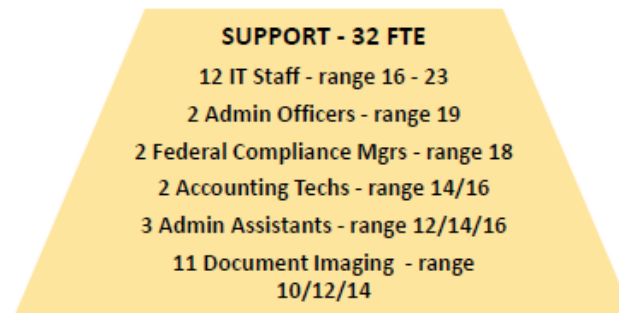 SUPPORT - 32 FTE
12 IT Staff - range 16 - 23
2 Admin Officers - range 19
2 Federal Compliance Mgrs - range 18
2 Accounting Techs - range 14/16
3 Admin Assistants - range 12/14/16
11 Document Imaging - range
10/12/14